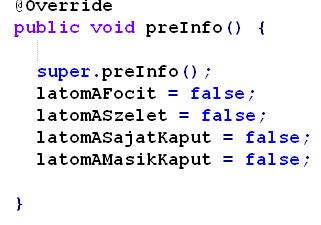 @Override
public void preInfo() {
super.preInfo();
latomAFocit = false;
latomASzelet = false;
latomASajatKaput = false;
latomAMasikKaput = false;
}